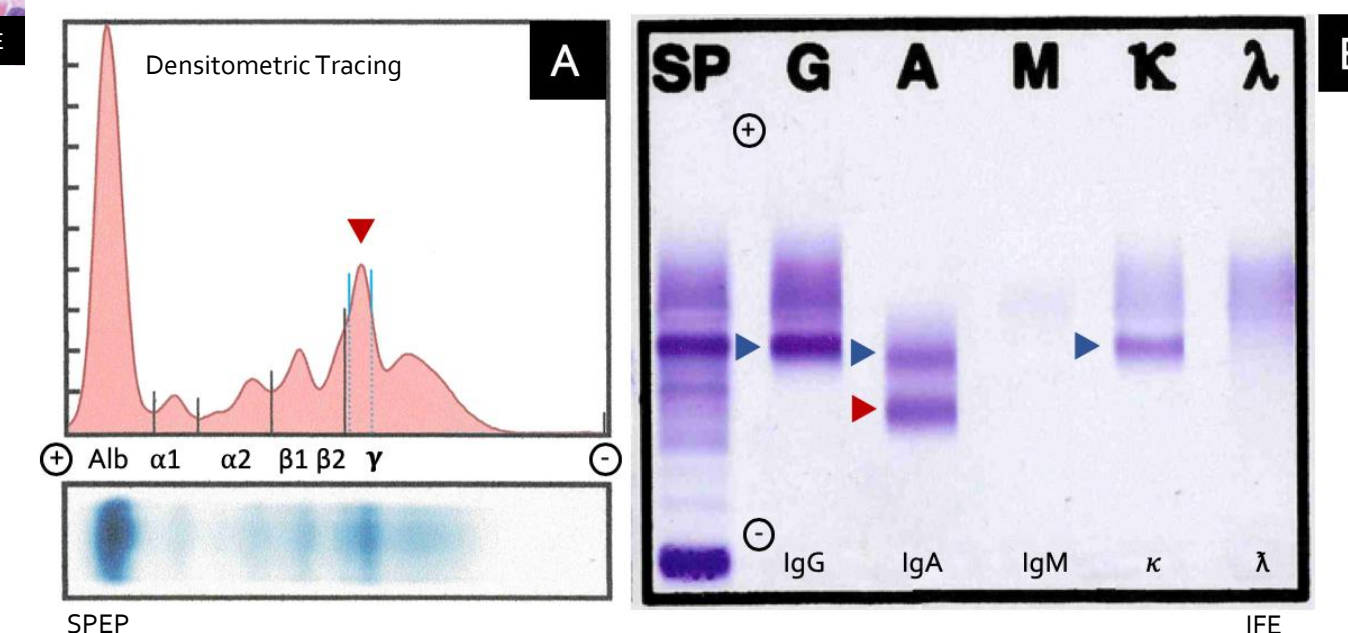 E
Densitometric Tracing
A
+
Alb α1 α2 β1 β2 γ
-
SPEP
SP G A M K λ
+
-
IgG IgA IgM κ λ
IFE